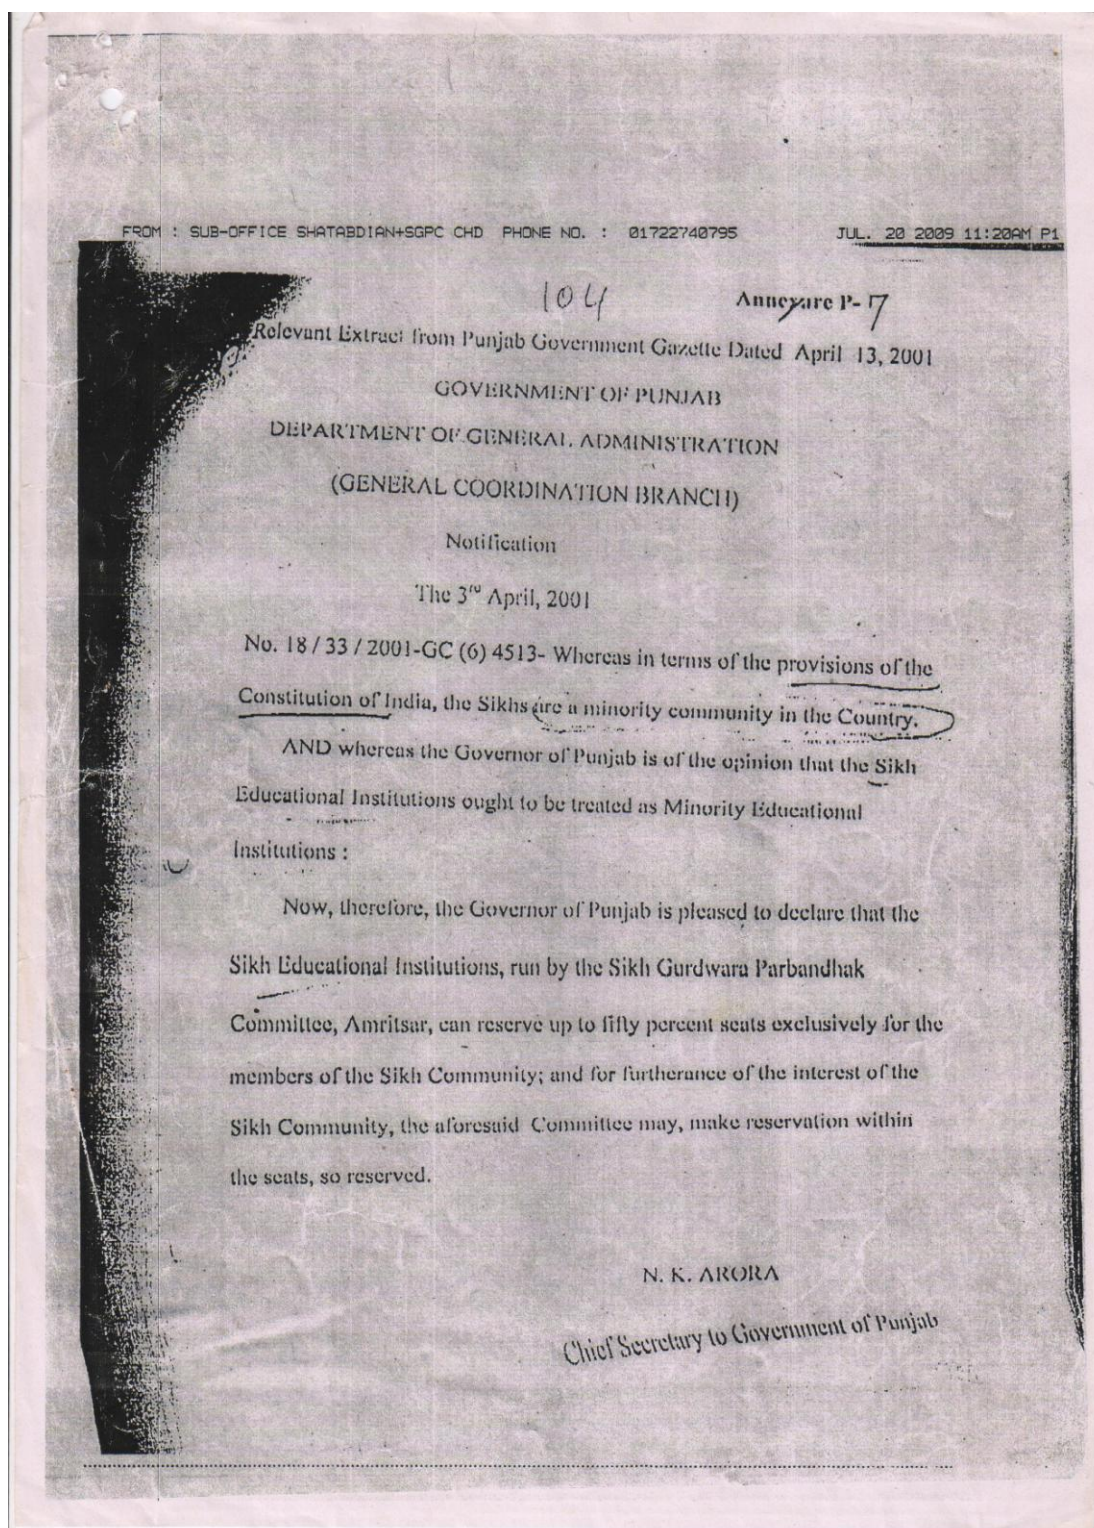 FROM : SUB-OFFICE SHATABDIAN+SGPC CHD PHONE NO. : 01722740795 JUL. 20 2009 11:20AM P1
104 Annexure P-7
Relevant Extract from Punjab Government Gazette Dated April 13, 2001
GOVERNMENT OF PUNJAB
DEPARTMENT OF GENERAL ADMINISTRATION
(GENERAL COORDINATION BRANCH)
Notification
The 3rd April, 2001
No. 18 / 33 / 2001-GC (6) 4513- Whereas in terms of the provisions of the
Constitution of India, the Sikhs are a minority community in the Country.
AND whereas the Governor of Punjab is of the opinion that the Sikh
Educational Institutions ought to be treated as Minority Educational
Institutions :
Now, therefore, the Governor of Punjab is pleased to declare that the
Sikh Educational Institutions, run by the Sikh Gurdwara Parbandhak
Committee, Amritsar, can reserve up to fifty percent seats exclusively for the
members of the Sikh Community; and for furtherance of the interest of the
Sikh Community, the aforesaid Committee may, make reservation within
the seats, so reserved.
N. K. ARORA
Chief Secretary to Government of Punjab